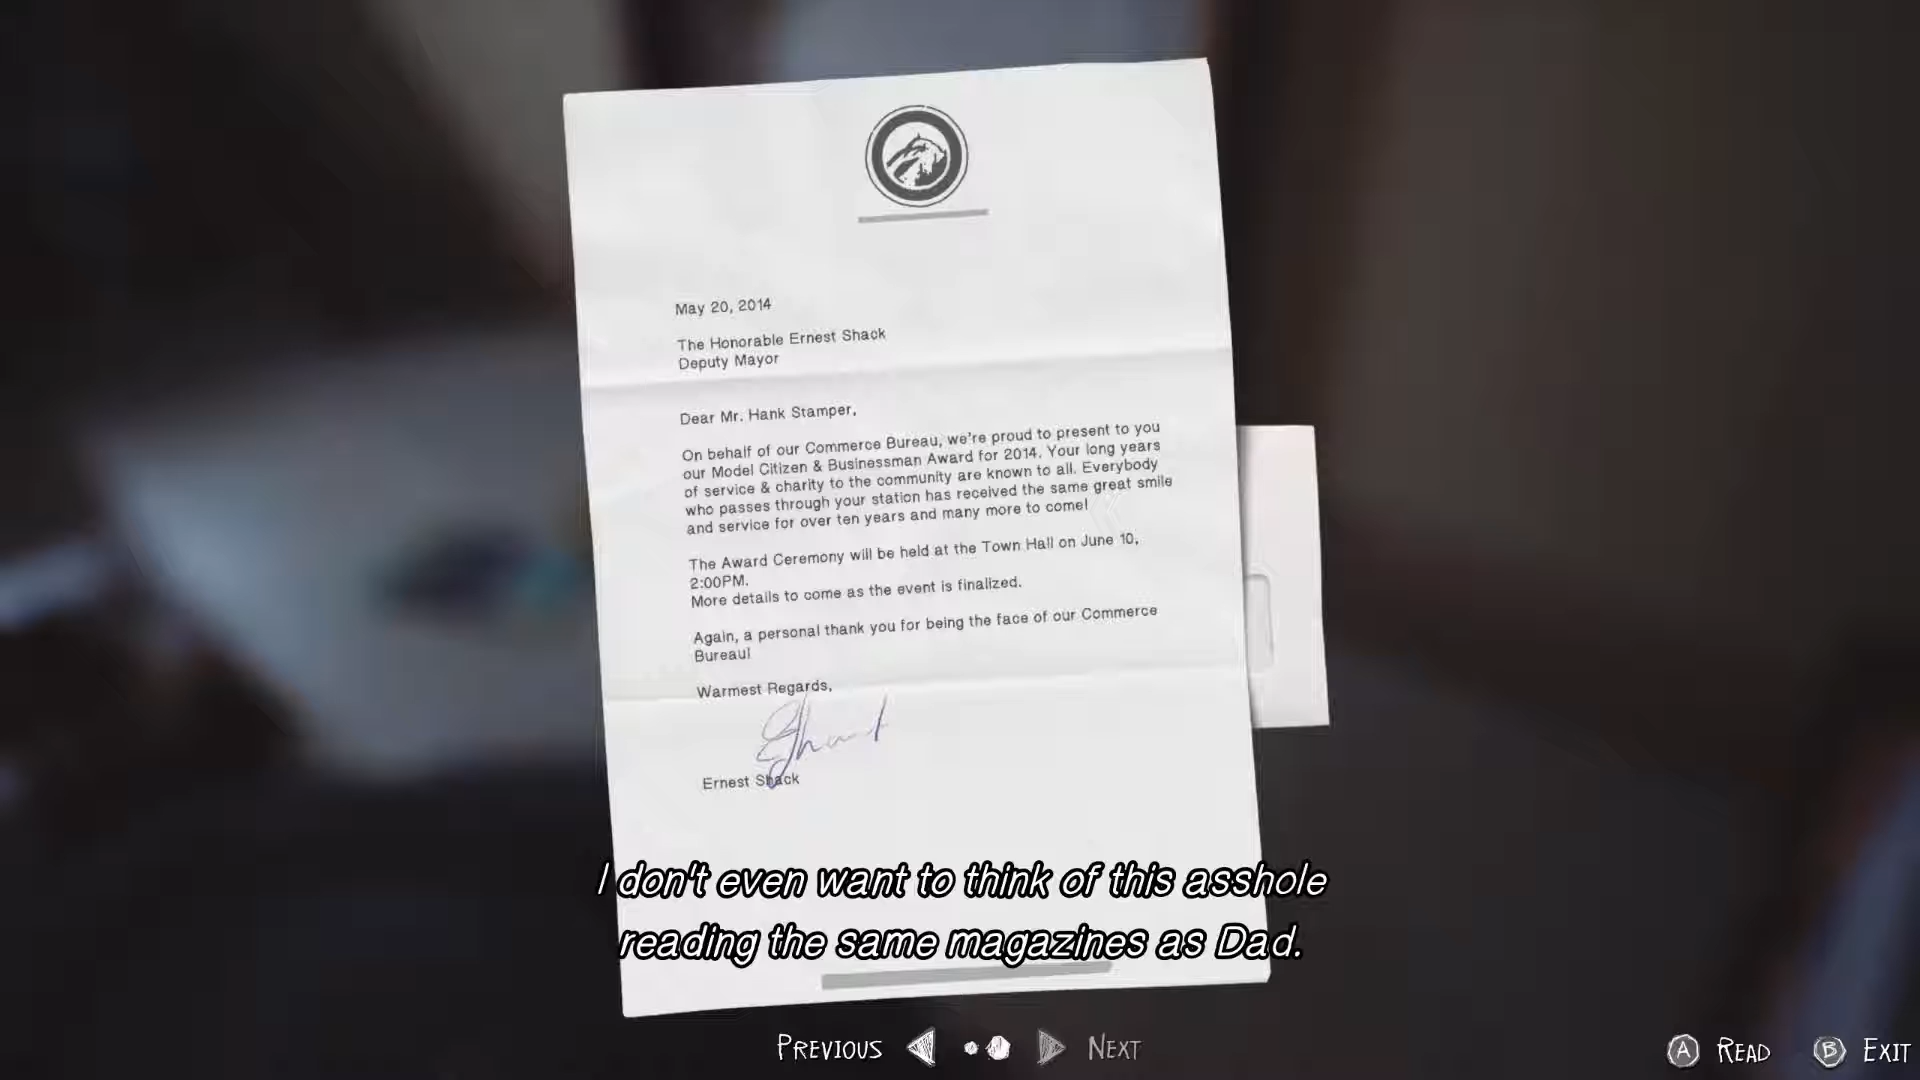 May 20, 2014
The Honorable Ernest Shack
Deputy Mayor
Dear Mr. Hank Stamper,
On behalf of our Commerce Bureau, we're proud to present to you
our Model Citizen & Businessman Award for 2014. Your long years
of service & charity to the community are known to all. Everybody
who passes through your station has received the same great smile
and service for over ten years and many more to come!
The Award Ceremony will be held at the Town Hall on June 10,
2:00PM.
More details to come as the event is finalized.
Again, a personal thank you for being the face of our Commerce
Bureau!
Warmest Regards,
Ernest Shack
I don't even want to think of this asshole
reading the same magazines as Dad.
PREVIOUS NEXT
A READ B EXIT